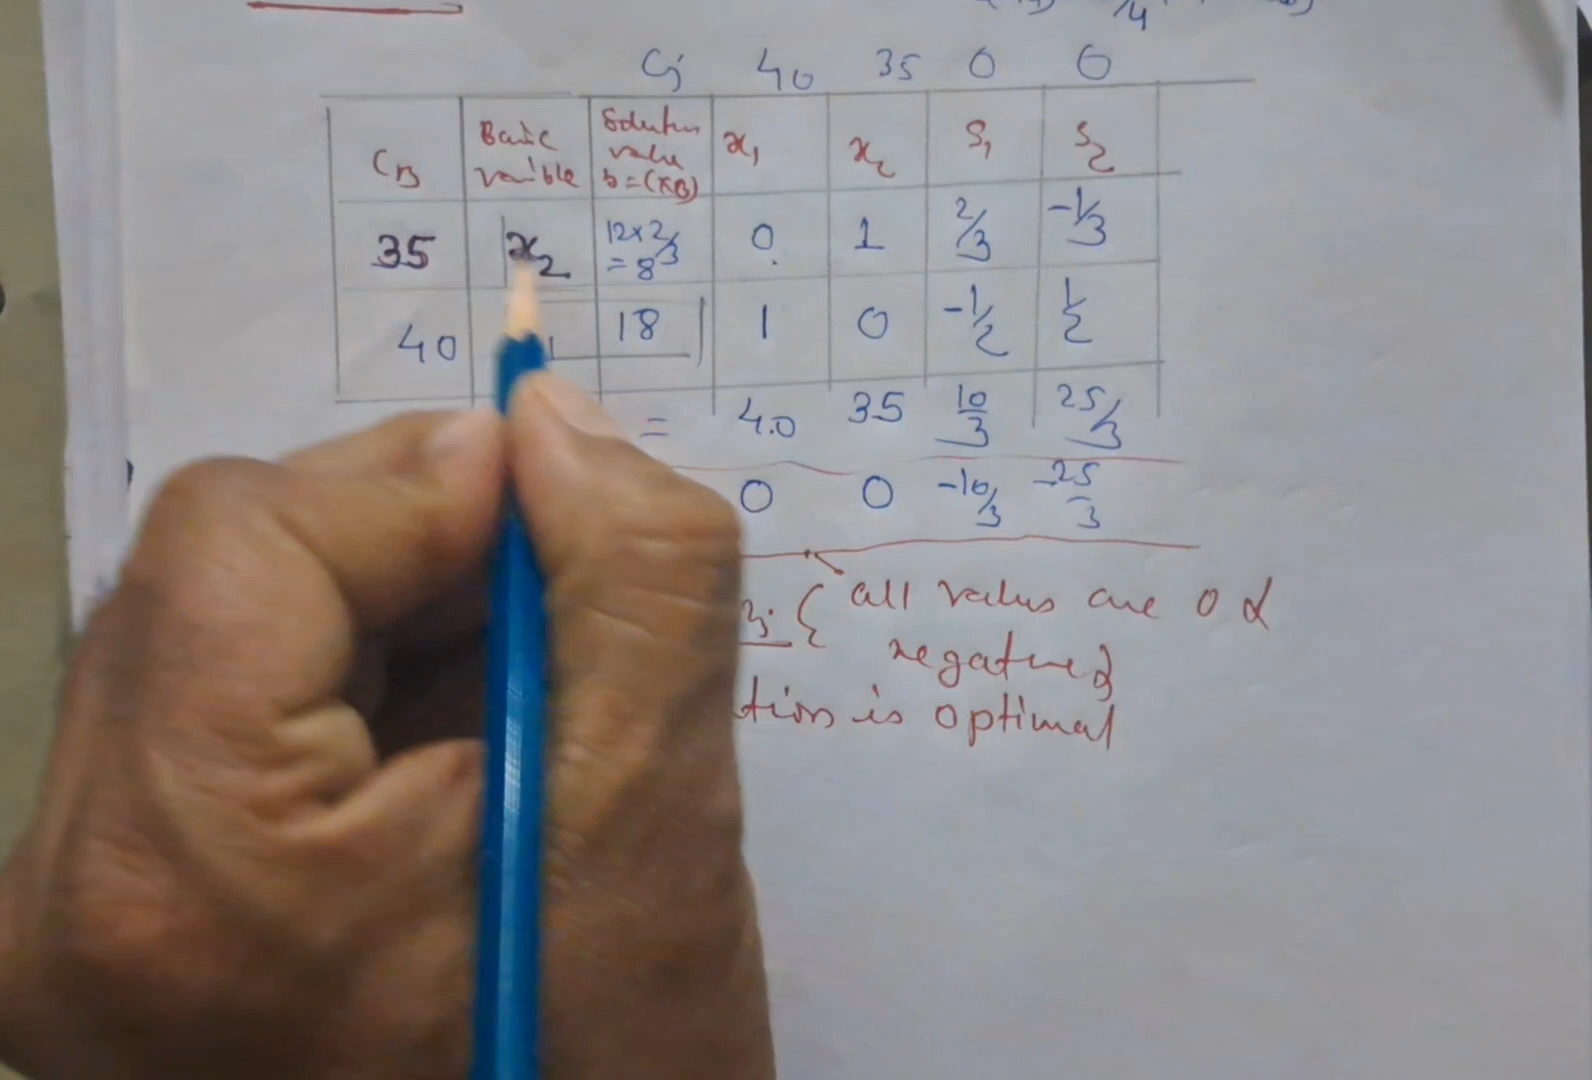 Cj 40 35 0 0
CB Basic variable Solution value b=(XB) x₁ x₂ S₁ S₂
35 x₂ 12×2/3 = 8 0 1 2/3 -1/3
40 18 1 0 -1/2 1/2
= 40 35 10/3 25/3
0 0 -10/3 -25/3
all values are 0 &
negative
tion is optimal